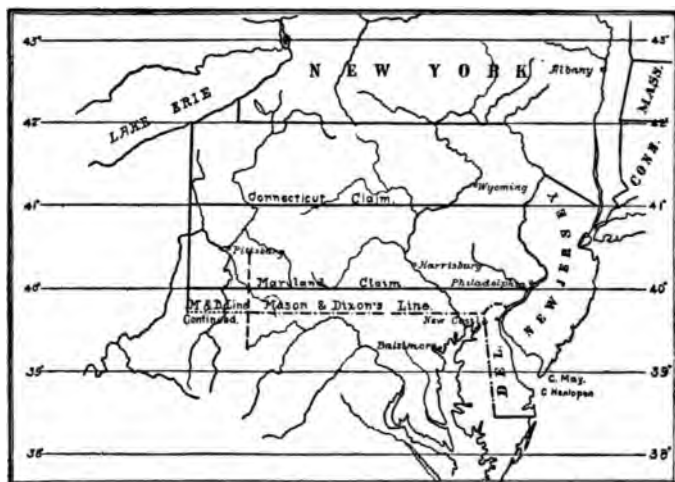 43° 43°
NEW YORK
Albany
MASS.
LAKE ERIE
42° 42°
CONN.
Wyoming
Connecticut Claim.
41° 41°
NEW JERSEY
Pittsburg
Harrisburg
Maryland Claim
Philadelphia
40° 40°
M & D Line Mason & Dixon's Line
Continued.
New Castle
Baltimore
DEL.
39° 39°
C. May.
C Henlopen
38° 38°